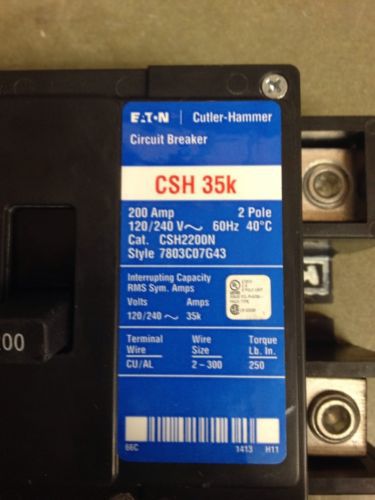 EATON | Cutler-Hammer
Circuit Breaker
CSH 35k
200 Amp 2 Pole
120/240 V~ 60Hz 40°C
Cat. CSH2200N
Style 7803C07G43
Interrupting Capacity
RMS Sym. Amps
Volts Amps
120/240 ~ 35k
Terminal Wire Torque
Wire Size Lb. In.
CU/AL 2-300 250
66C 1413 H11
200